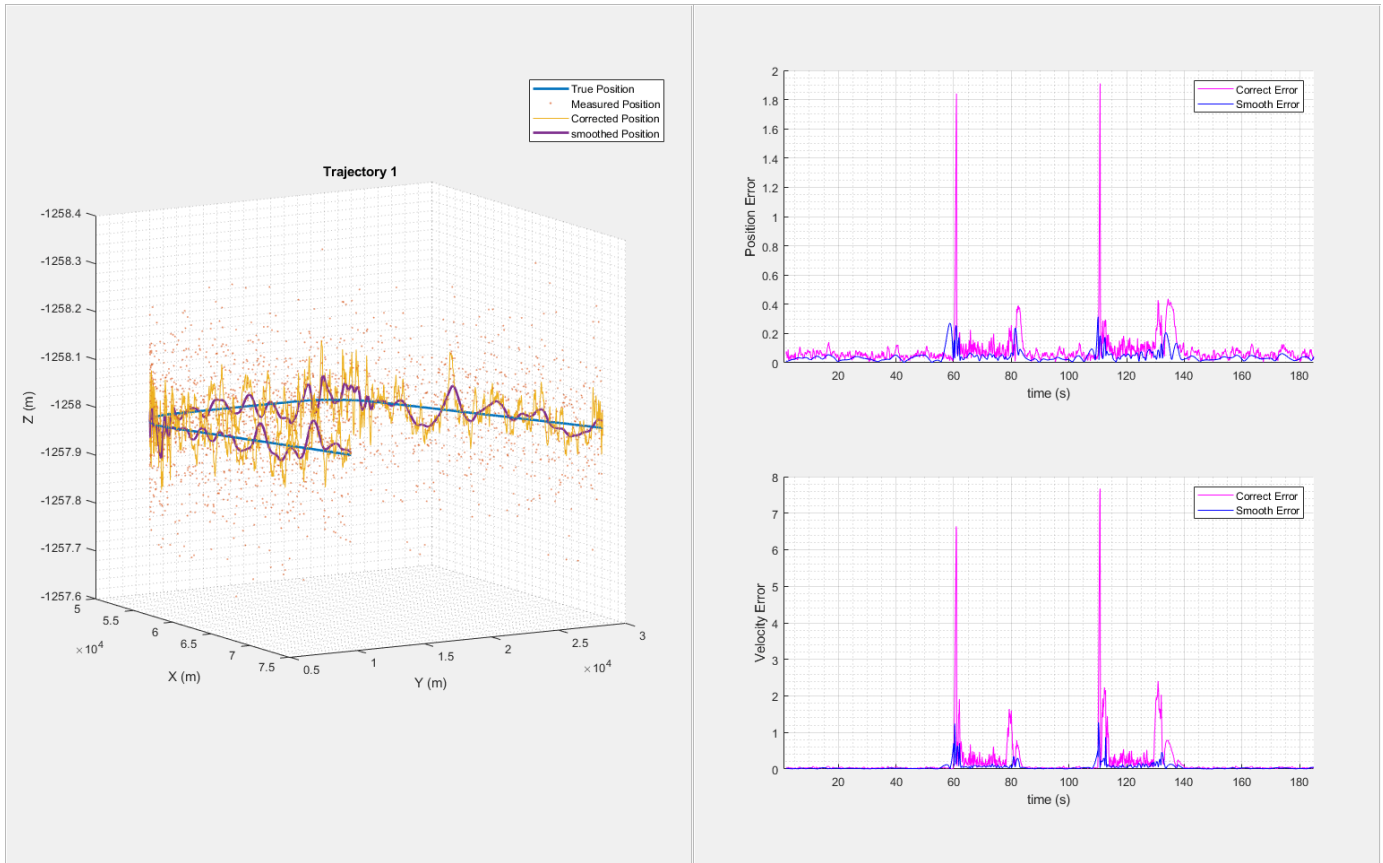 True Position
Measured Position
Corrected Position
smoothed Position
Trajectory 1
-1258.4
-1258.3
-1258.2
-1258.1
-1258
-1257.9
-1257.8
-1257.7
-1257.6
Z (m)
5
5.5
6
6.5
7
7.5
×10⁴
X (m)
0.5
1
1.5
2
2.5
3
×10⁴
Y (m)
2
1.8
1.6
1.4
1.2
1
0.8
0.6
0.4
0.2
0
Position Error
Correct Error
Smooth Error
20 40 60 80 100 120 140 160 180
time (s)
8
7
6
5
4
3
2
1
0
Velocity Error
Correct Error
Smooth Error
20 40 60 80 100 120 140 160 180
time (s)